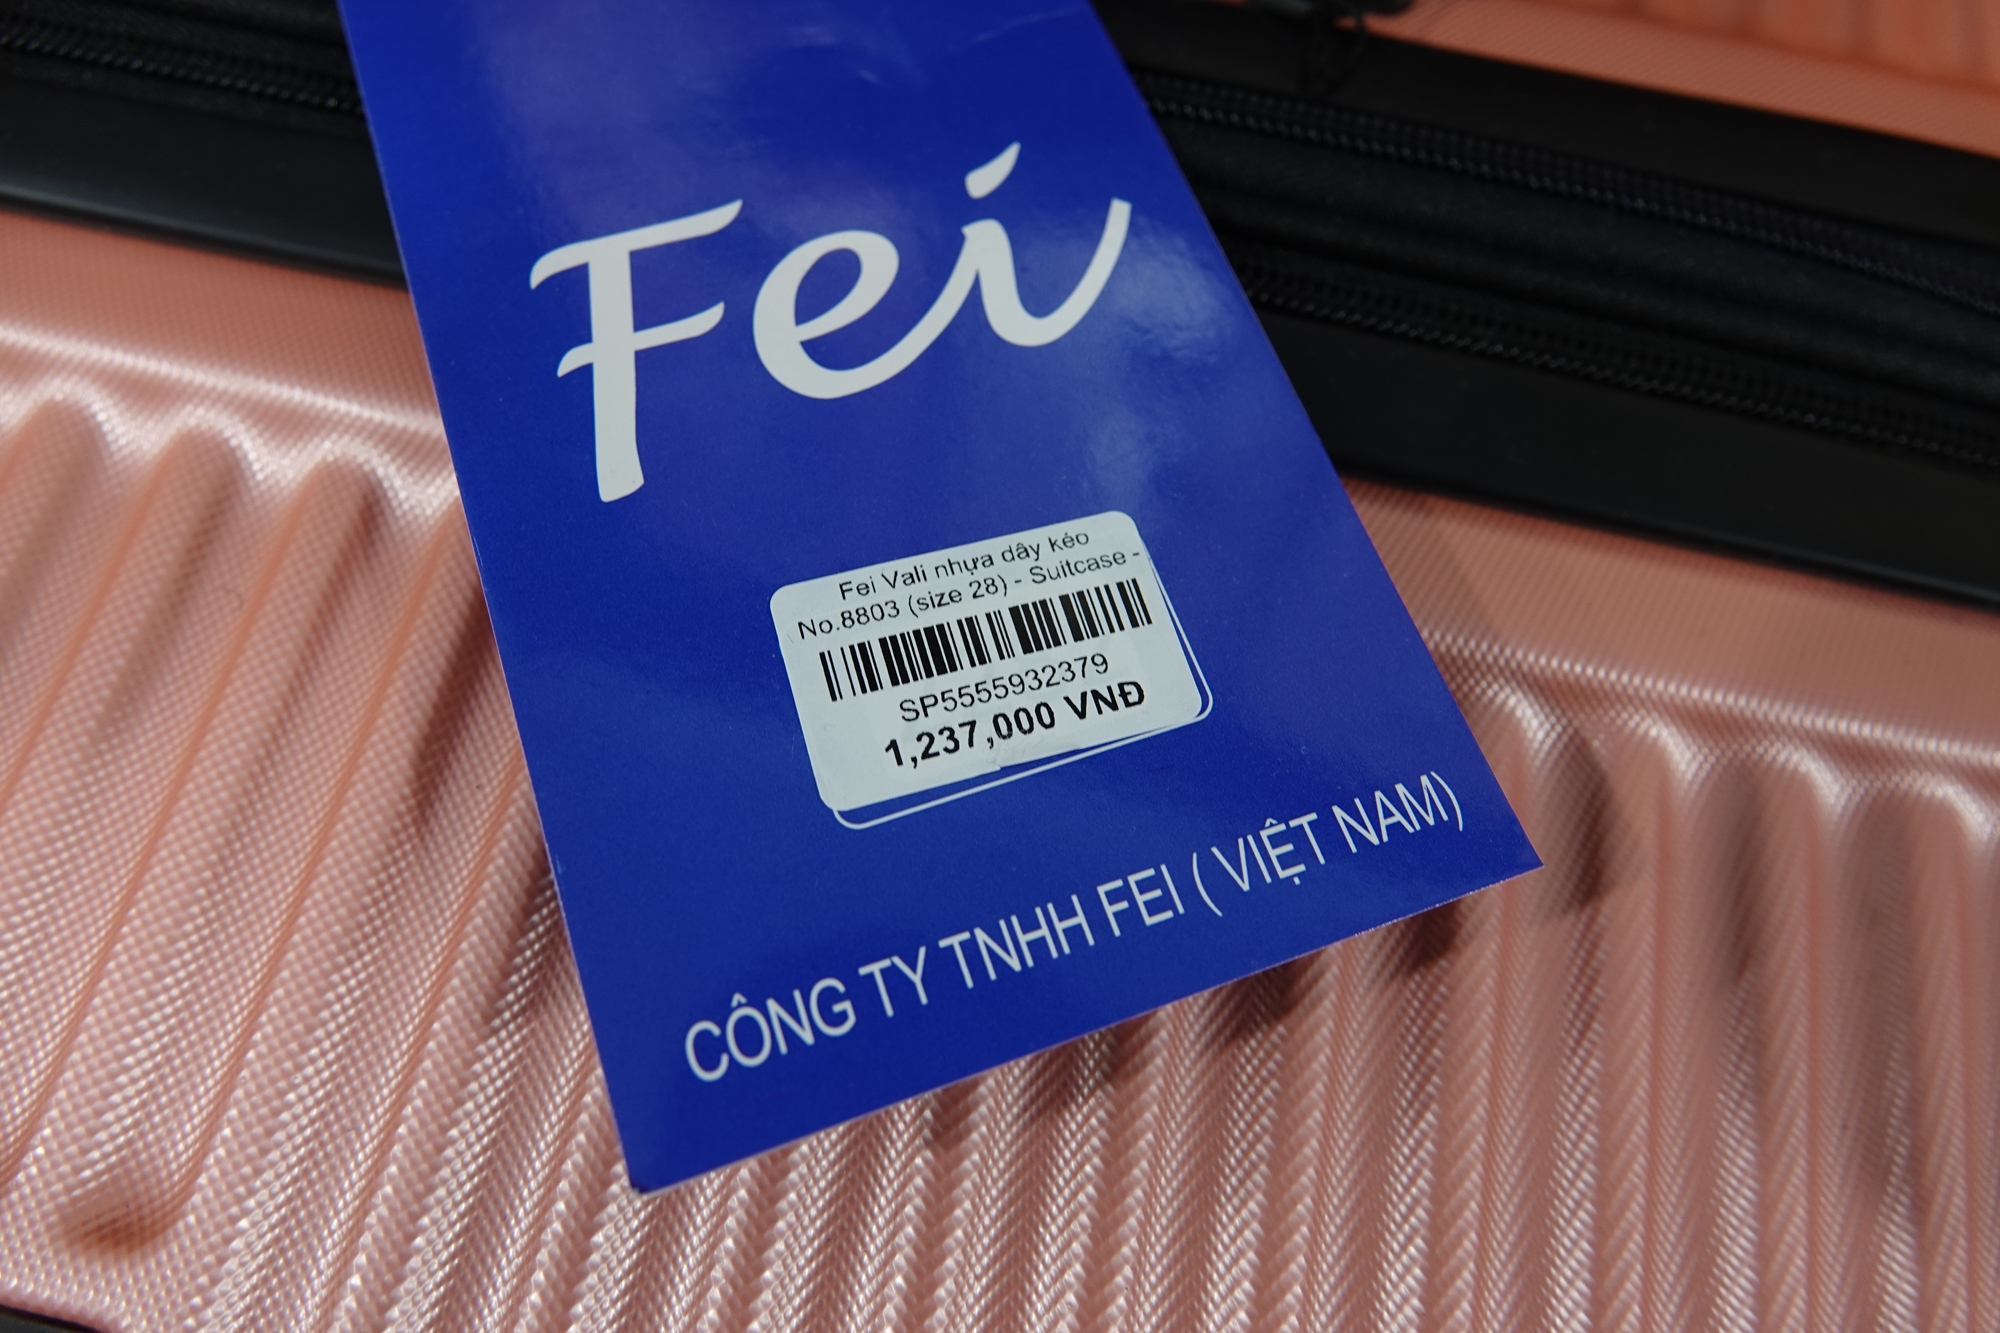 Fei
Fei Vali nhựa dây kéo
No.8803 (size 28) - Suitcase -
SP5555932379
1,237,000 VNĐ
CÔNG TY TNHH FEI ( VIỆT NAM)